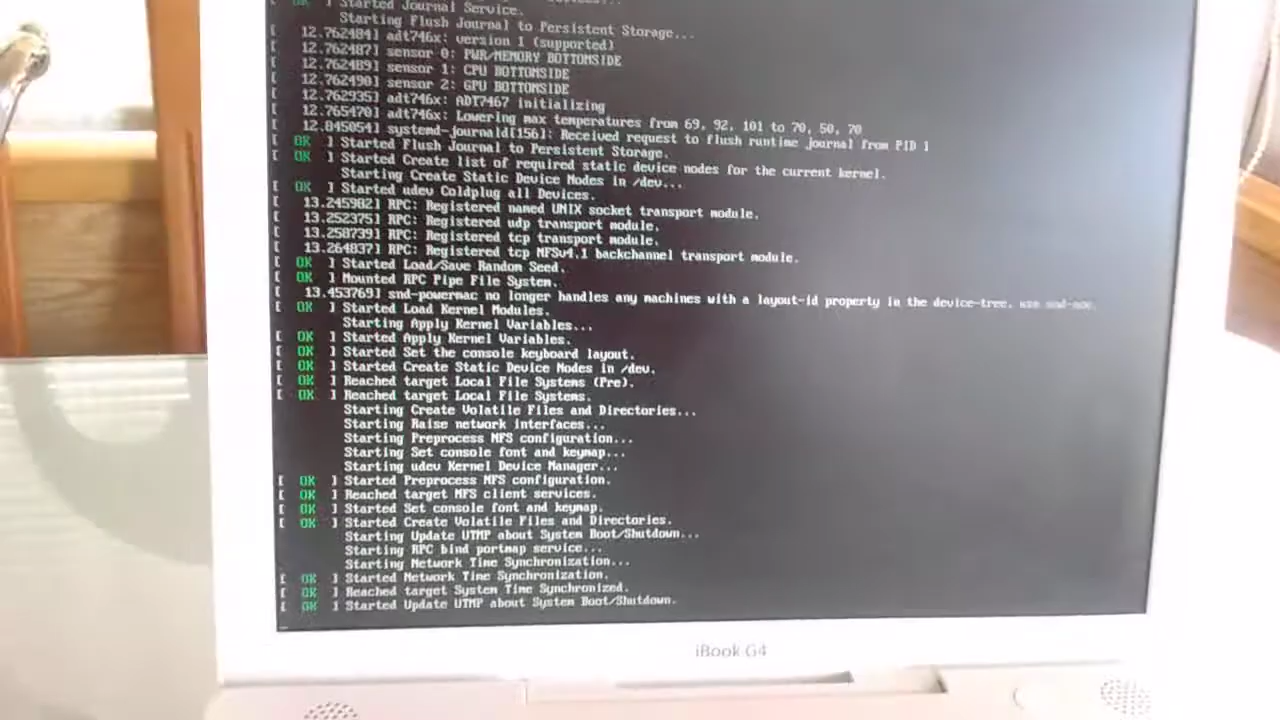 OK ] Started Journal Service.
Starting Flush Journal to Persistent Storage...
[ 12.762484] adt746x: version 1 (supported)
[ 12.762487] sensor 0: PWR/MEMORY BOTTOMSIDE
[ 12.762489] sensor 1: CPU BOTTOMSIDE
[ 12.762490] sensor 2: GPU BOTTOMSIDE
[ 12.762935] adt746x: ADT7467 initializing
[ 12.765470] adt746x: Lowering max temperatures from 69, 92, 101 to 70, 50, 70
[ 12.845054] systemd-journald[156]: Received request to flush runtime journal from PID 1
[ OK ] Started Flush Journal to Persistent Storage.
[ OK ] Started Create list of required static device nodes for the current kernel.
Starting Create Static Device Nodes in /dev...
[ OK ] Started udev Coldplug all Devices.
[ 13.245982] RPC: Registered named UNIX socket transport module.
[ 13.252375] RPC: Registered udp transport module.
[ 13.258739] RPC: Registered tcp transport module.
[ 13.264837] RPC: Registered tcp NFSv4.1 backchannel transport module.
[ OK ] Started Load/Save Random Seed.
[ OK ] Mounted RPC Pipe File System.
[ 13.453769] snd-powermac no longer handles any machines with a layout-id property in the device-tree, use snd-aoa.
[ OK ] Started Load Kernel Modules.
Starting Apply Kernel Variables...
[ OK ] Started Apply Kernel Variables.
[ OK ] Started Set the console keyboard layout.
[ OK ] Started Create Static Device Nodes in /dev.
[ OK ] Reached target Local File Systems (Pre).
[ OK ] Reached target Local File Systems.
Starting Create Volatile Files and Directories...
Starting Raise network interfaces...
Starting Preprocess NFS configuration...
Starting Set console font and keymap...
Starting udev Kernel Device Manager...
[ OK ] Started Preprocess NFS configuration.
[ OK ] Reached target NFS client services.
[ OK ] Started Set console font and keymap.
[ OK ] Started Create Volatile Files and Directories.
Starting Update UTMP about System Boot/Shutdown...
Starting RPC bind portmap service...
Starting Network Time Synchronization...
[ OK ] Started Network Time Synchronization.
[ OK ] Reached target System Time Synchronized.
[ OK ] Started Update UTMP about System Boot/Shutdown.
iBook G4